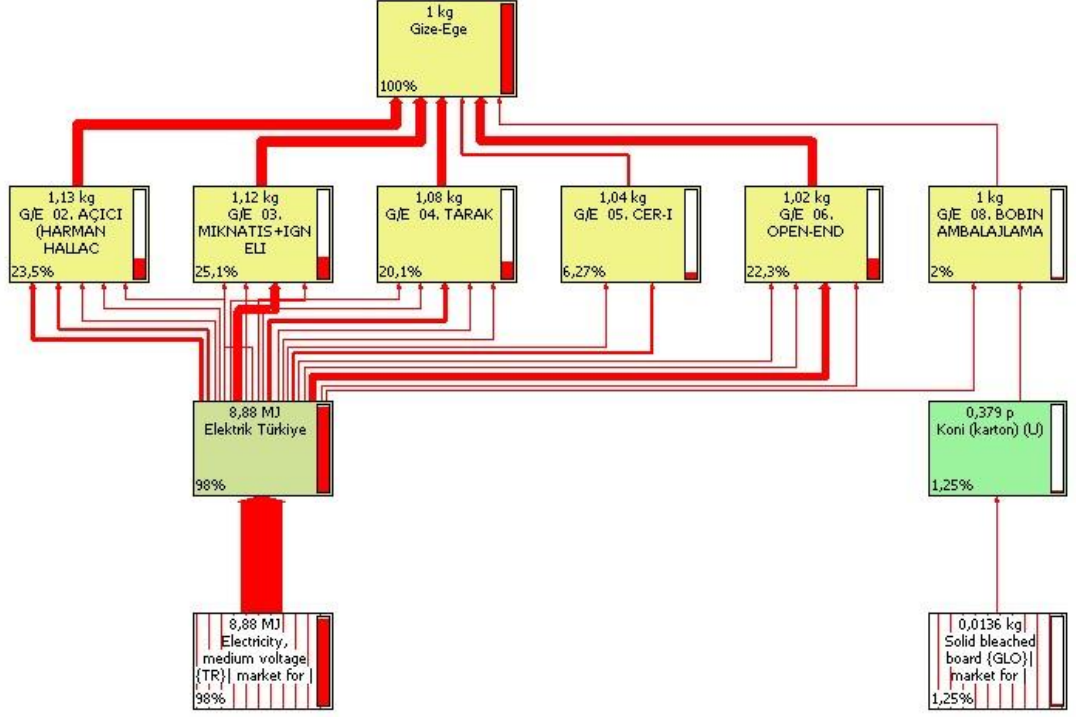 1 kg
Gize-Ege
100%
1,13 kg
G/E 02. AÇICI
(HARMAN
HALLAC
23,5%
1,12 kg
G/E 03.
MIKNATIS+IGN
ELI
25,1%
1,08 kg
G/E 04. TARAK
20,1%
1,04 kg
G/E 05. CER-I
6,27%
1,02 kg
G/E 06.
OPEN-END
22,3%
1 kg
G/E 08. BOBIN
AMBALAJLAMA
2%
8,88 MJ
Elektrik Türkiye
98%
0,379 p
Koni (karton) (LJ)
1,25%
8,88 MJ
Electricity,
medium voltage
{TR}| market for |
98%
0,0136 kg
Solid bleached
board {GLO}|
market for |
1,25%